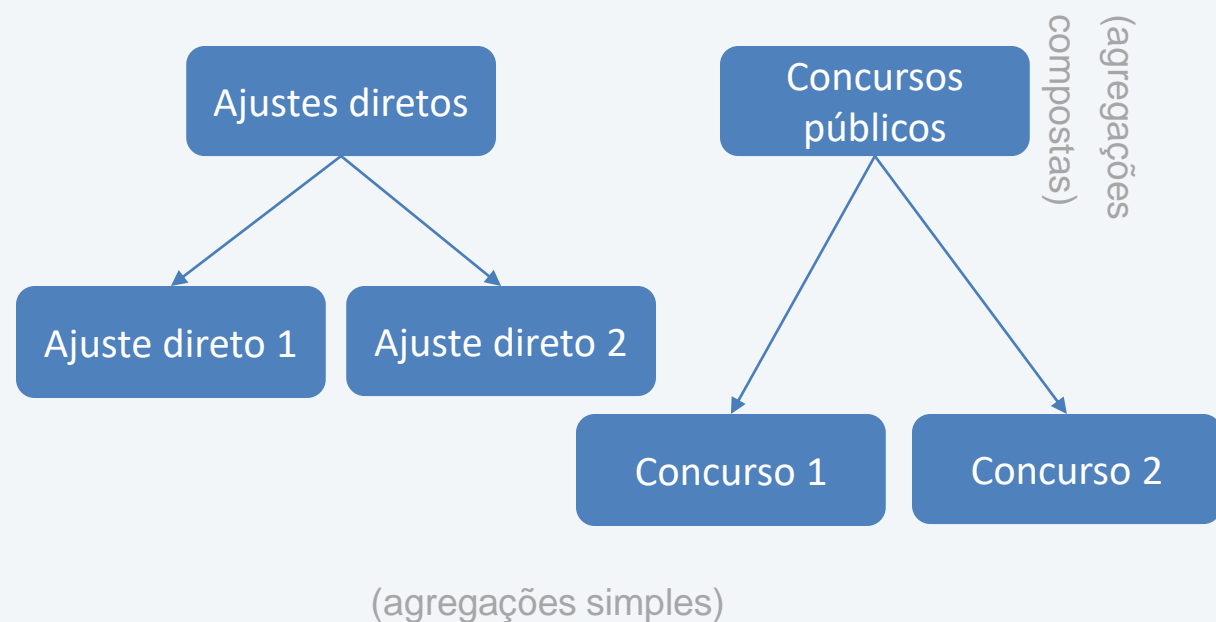 Ajustes diretos
Concursos
públicos
(agregações
compostas)
Ajuste direto 1
Ajuste direto 2
Concurso 1
Concurso 2
(agregações simples)